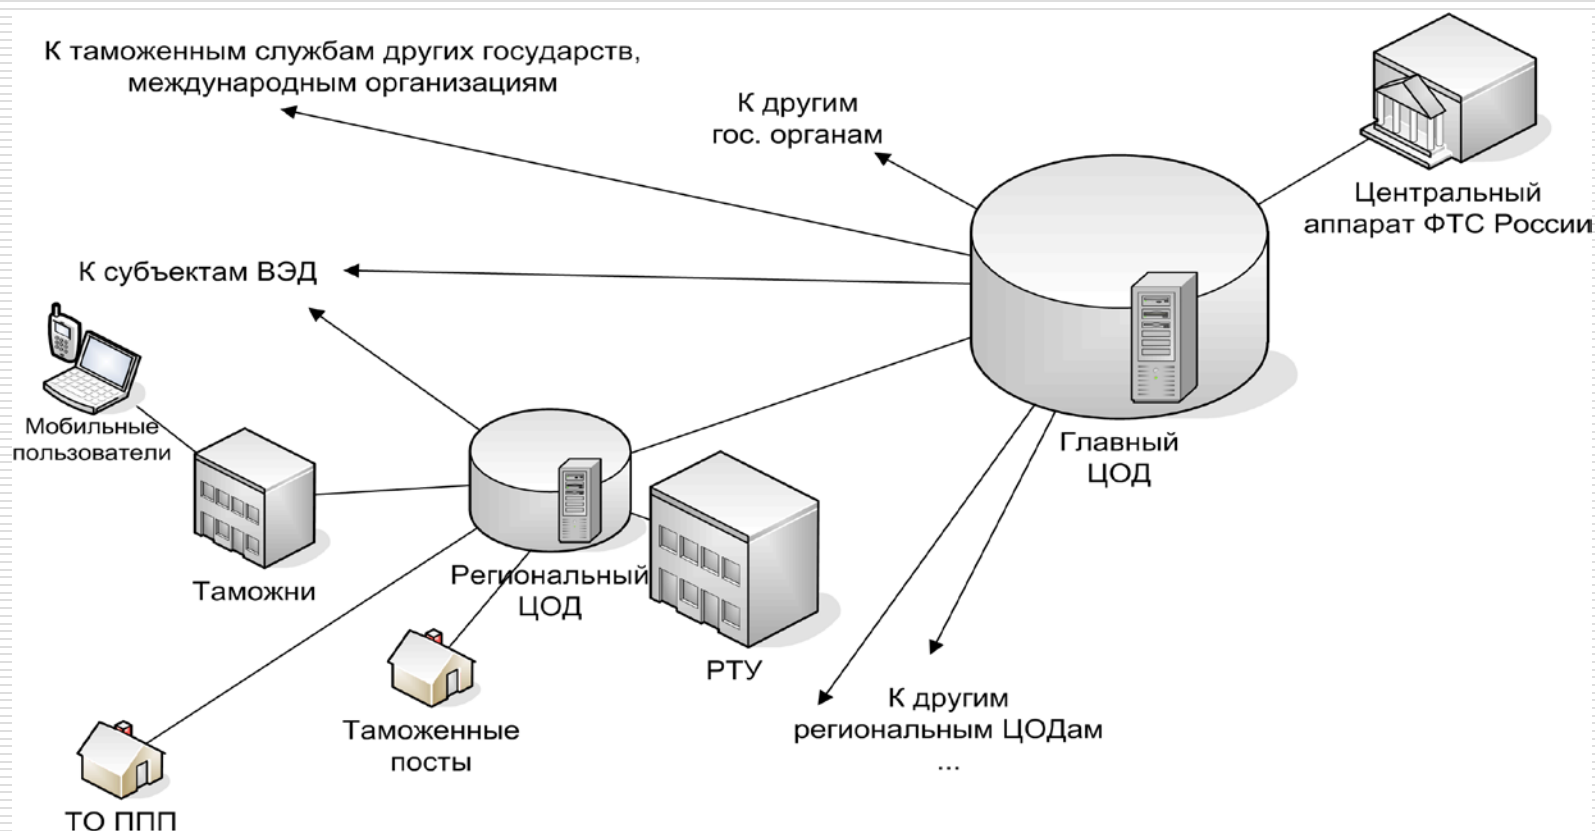 К таможенным службам других государств,
международным организациям
К другим
гос. органам
Центральный
аппарат ФТС России
К субъектам ВЭД
Мобильные
пользователи
Главный
ЦОД
Таможни
Региональный
ЦОД
РТУ
К другим
региональным ЦОДам
...
Таможенные
посты
ТО ППП